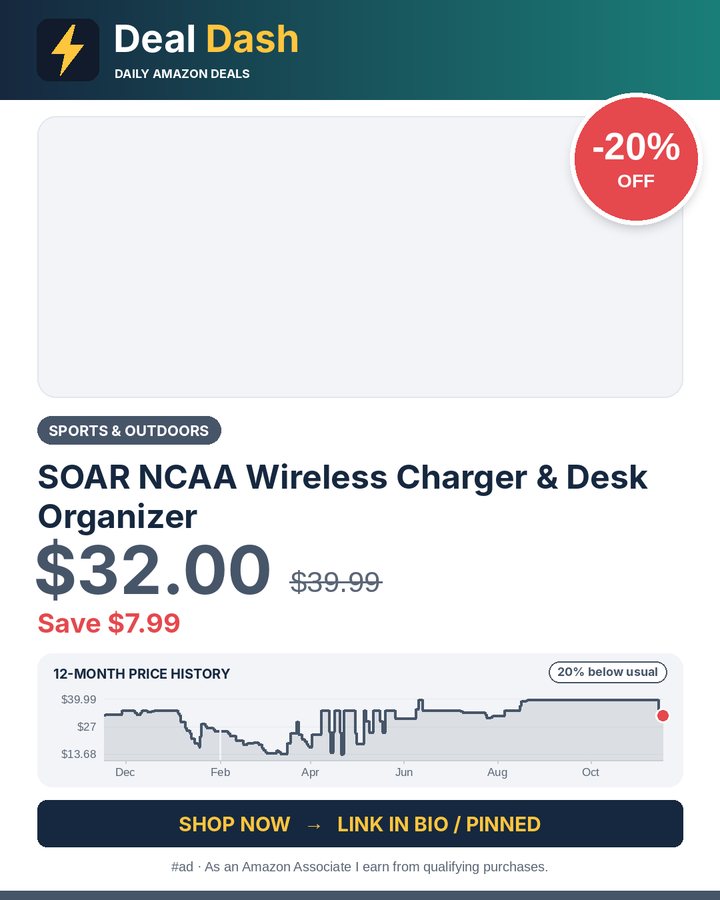 Deal Dash
DAILY AMAZON DEALS
-20%
OFF
SPORTS & OUTDOORS
SOAR NCAA Wireless Charger & Desk
Organizer
$32.00 $39.99
Save $7.99
12-MONTH PRICE HISTORY
20% below usual
$39.99
$27
$13.68
Dec Feb Apr Jun Aug Oct
SHOP NOW → LINK IN BIO / PINNED
#ad · As an Amazon Associate I earn from qualifying purchases.